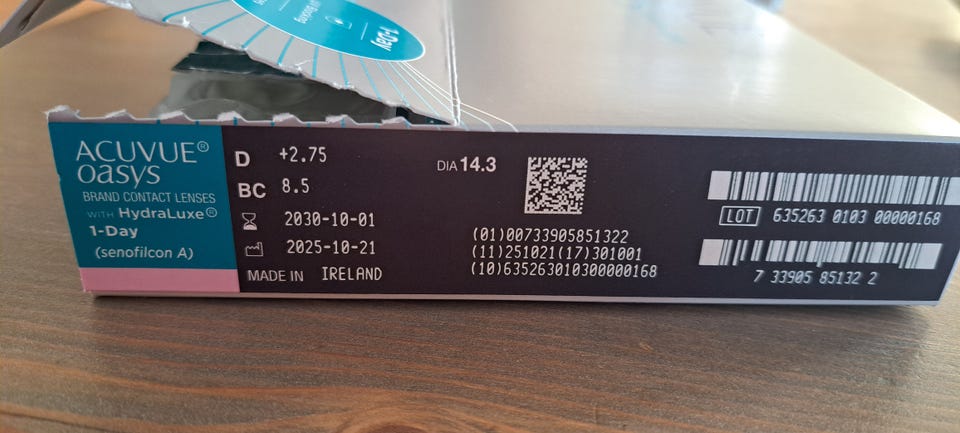 1-Day
ACUVUE®
oasys
BRAND CONTACT LENSES
WITH HydraLuxe®
1-Day
(senofilcon A)
D +2.75
BC 8.5
2030-10-01
2025-10-21
MADE IN IRELAND
DIA 14.3
(01)00733905851322
(11)251021(17)301001
(10)635263010300000168
LOT 635263 0103 00000168
7 33905 85132 2